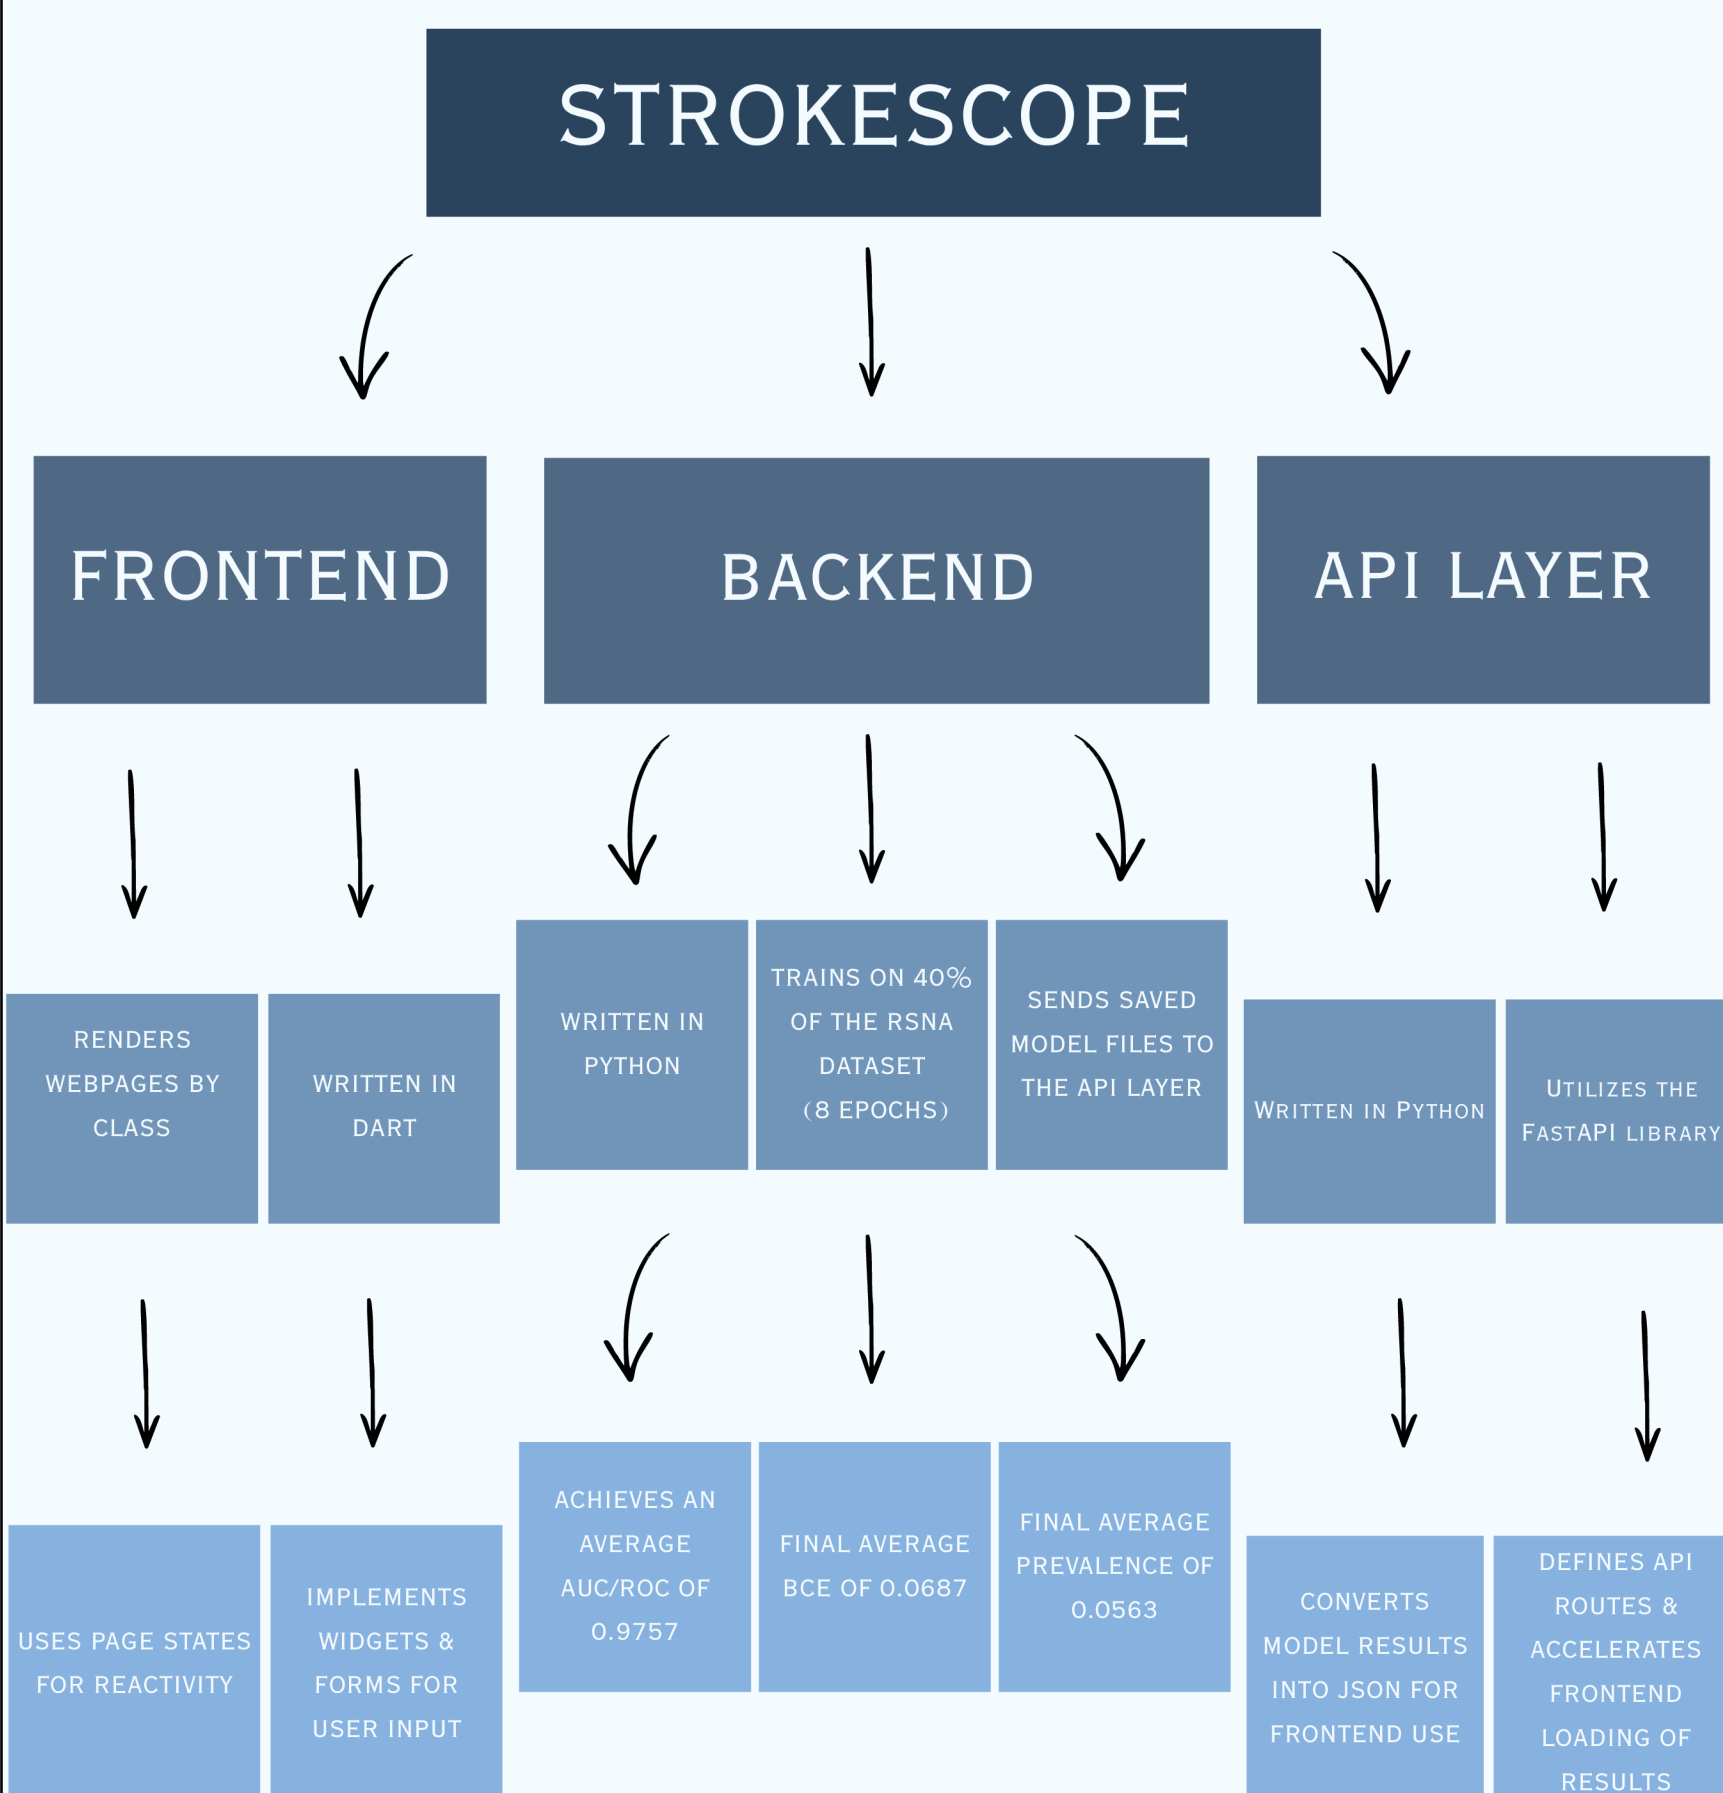 STROKESCOPE
FRONTEND
BACKEND
API LAYER
RENDERS
WEBPAGES BY
CLASS
WRITTEN IN
DART
WRITTEN IN
PYTHON
TRAINS ON 40%
OF THE RSNA
DATASET
(8 EPOCHS)
SENDS SAVED
MODEL FILES TO
THE API LAYER
WRITTEN IN PYTHON
UTILIZES THE
FASTAPI LIBRARY
USES PAGE STATES
FOR REACTIVITY
IMPLEMENTS
WIDGETS &
FORMS FOR
USER INPUT
ACHIEVES AN
AVERAGE
AUC/ROC OF
0.9757
FINAL AVERAGE
BCE OF 0.0687
FINAL AVERAGE
PREVALENCE OF
0.0563
CONVERTS
MODEL RESULTS
INTO JSON FOR
FRONTEND USE
DEFINES API
ROUTES &
ACCELERATES
FRONTEND
LOADING OF
RESULTS